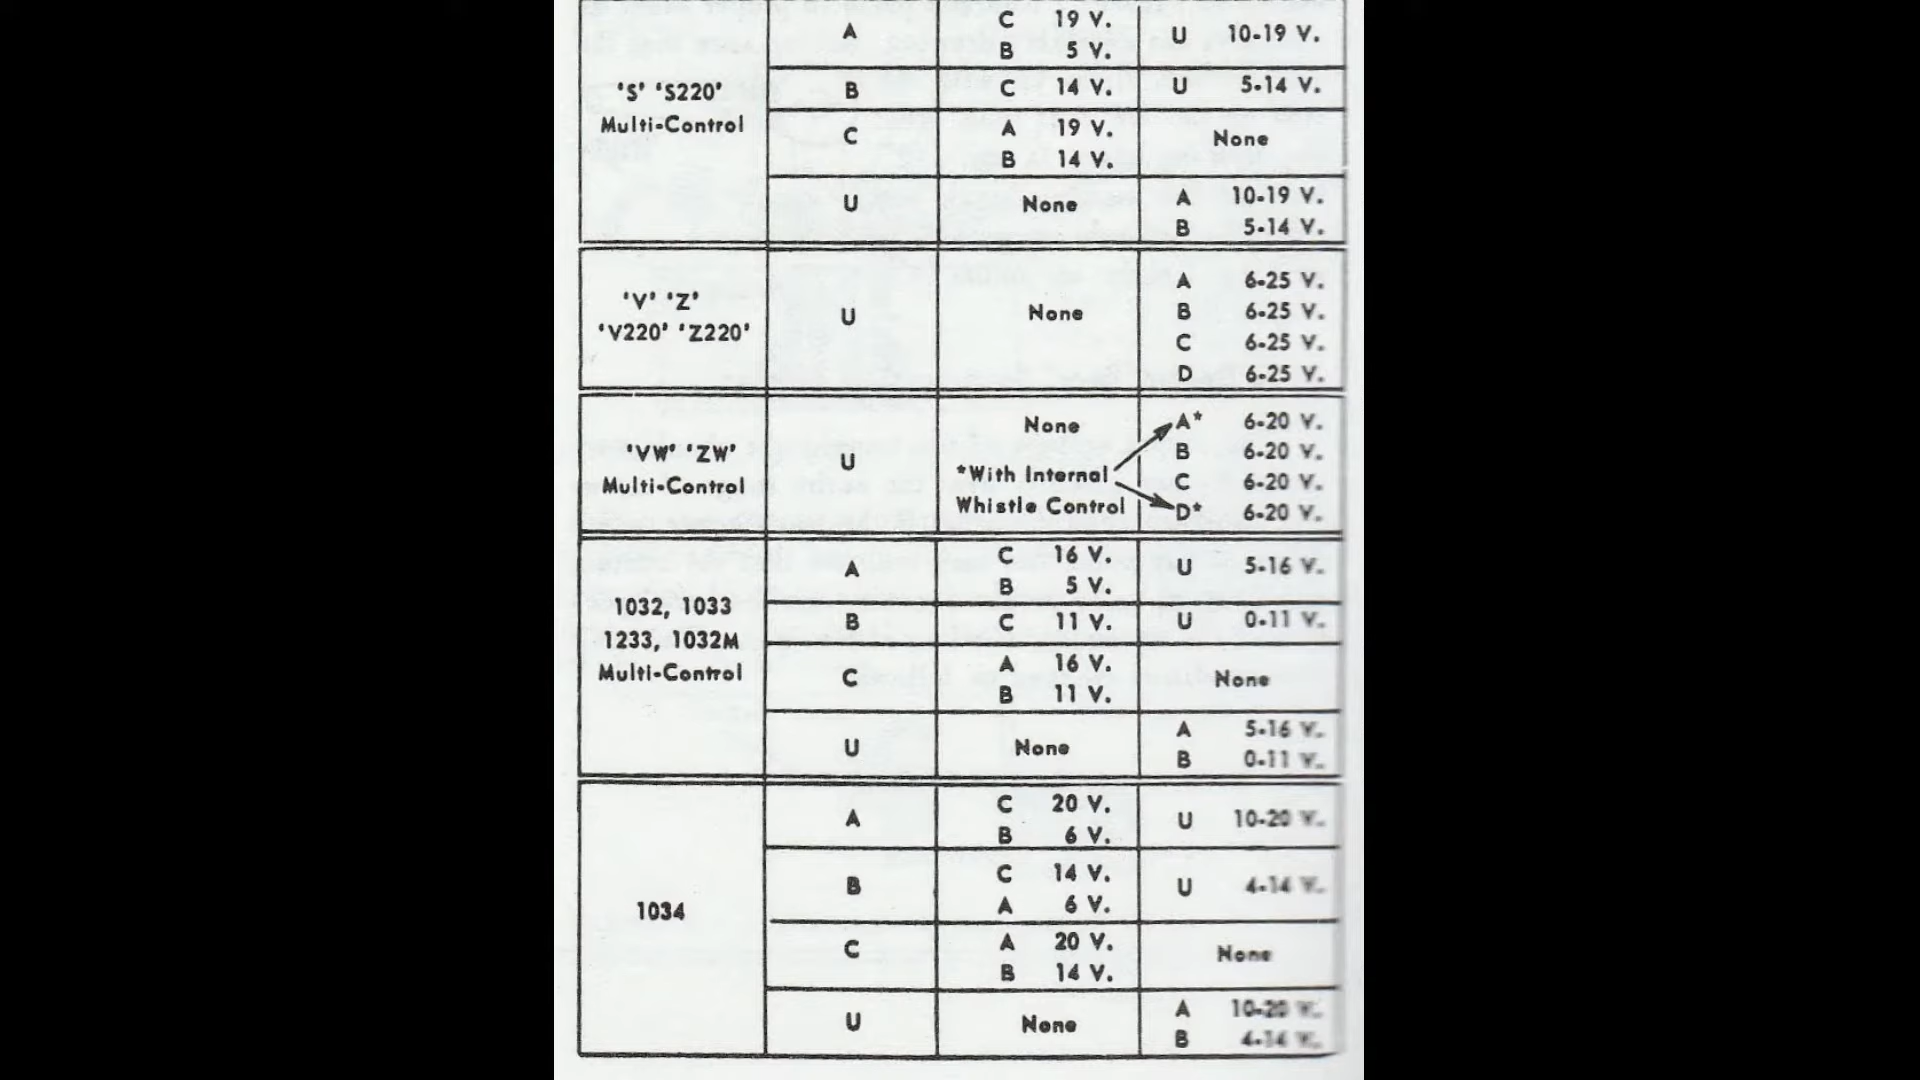 A C 19 V. U 10-19 V.
B 5 V.
'S' 'S220'
Multi-Control
B C 14 V. U 5-14 V.
C A 19 V. None
B 14 V.
U None A 10-19 V.
B 5-14 V.
'V' 'Z'
'V220' 'Z220'
U None A 6-25 V.
B 6-25 V.
C 6-25 V.
D 6-25 V.
'VW' 'ZW'
Multi-Control
U None A* 6-20 V.
B 6-20 V.
*With Internal C 6-20 V.
Whistle Control D* 6-20 V.
1032, 1033
1233, 1032M
Multi-Control
A C 16 V. U 5-16 V.
B 5 V.
B C 11 V. U 0-11 V.
C A 16 V. None
B 11 V.
U None A 5-16 V.
B 0-11 V.
1034
A C 20 V. U 10-20 V.
B 6 V.
B C 14 V. U 4-14 V.
A 6 V.
C A 20 V. None
B 14 V.
U None A 10-20 V.
B 4-14 V.